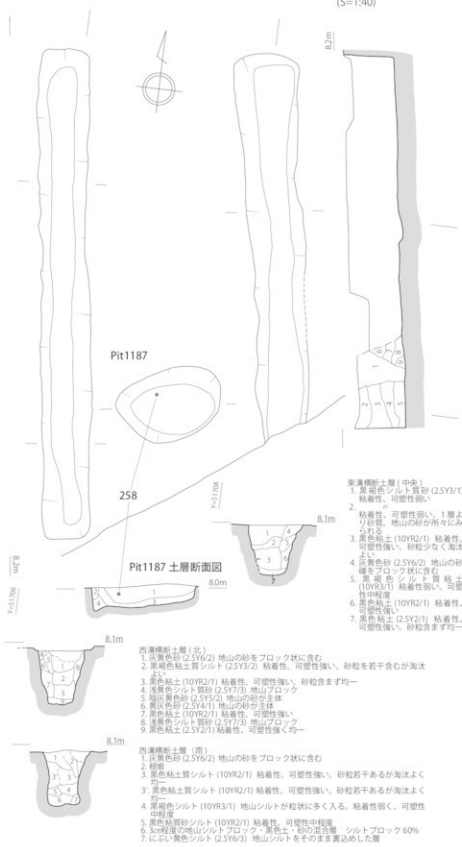 (S=1:40)
8.2m
Pit1187
258
Y=51708
東溝横断土層 (中央)
1. 黒褐色シルト質砂 (2.5Y3/1)
粘着性、可塑性弱い
2. 〃
粘着性、可塑性弱い、1層よ
り砂質、地山の砂が所々にみ
られる
3. 黒色粘土 (10YR2/1) 粘着性、
可塑性強い、砂粒少なく淘汰
よい
4. 灰黄色砂 (2.5Y6/2) 地山の砂
礫をブロック状に含む
5. 黒褐色シルト質粘土
(10YR3/1) 粘着性弱い、可塑
性中程度
6. 黒色粘土 (10YR2/1) 粘着性、
可塑性強い
7. 黒色粘土 (2.5Y2/1) 粘着性、
可塑性強い、砂粒含まず均一
8.1m
8.2m
Pit1187 土層断面図
8.0m
8.1m
西溝横断土層 (北)
1. 灰黄色砂 (2.5Y6/2) 地山の砂をブロック状に含む
2. 黒褐色粘土質シルト (2.5Y3/2) 粘着性、可塑性強い、砂粒を若干含むが淘汰
よい
3. 黒色粘土 (10YR2/1) 粘着性、可塑性強い、砂粒含まず均一
4. 浅黄色シルト質砂 (2.5Y7/3) 地山ブロック
5. 暗灰黄色砂 (2.5Y5/2) 地山の砂が主体
6. 黄灰色砂 (2.5Y4/1) 地山の砂が主体
7. 黒色粘土 (10YR2/1) 粘着性、可塑性強い
8. 浅黄色シルト質砂 (2.5Y7/3) 地山ブロック
9. 黒色粘土 (2.5Y2/1) 粘着性、可塑性強く均一
8.1m
西溝横断土層 (南)
1. 灰黄色砂 (2.5Y6/2) 地山の砂をブロック状に含む
2. 樹痕
3. 黒色粘土質シルト (10YR2/1) 粘着性、可塑性強い、砂粒若干あるが淘汰よく
均一
3'. 黒色粘土質シルト (10YR2/1) 粘着性、可塑性強い、砂粒若干あるが淘汰よく
均一
4. 黒褐色シルト (10YR3/1) 地山シルトが粒状に多く入る、粘着性弱く、可塑性
中程度
5. 黒色粘質砂シルト (10YR2/1) 粘着性、可塑性中程度
6. 3cm程度の地山シルトブロック・黒色土・砂の混合層 シルトブロック 60%
7. にぶい黄色シルト (2.5Y6/3) 地山シルトをそのまま裏込めした層